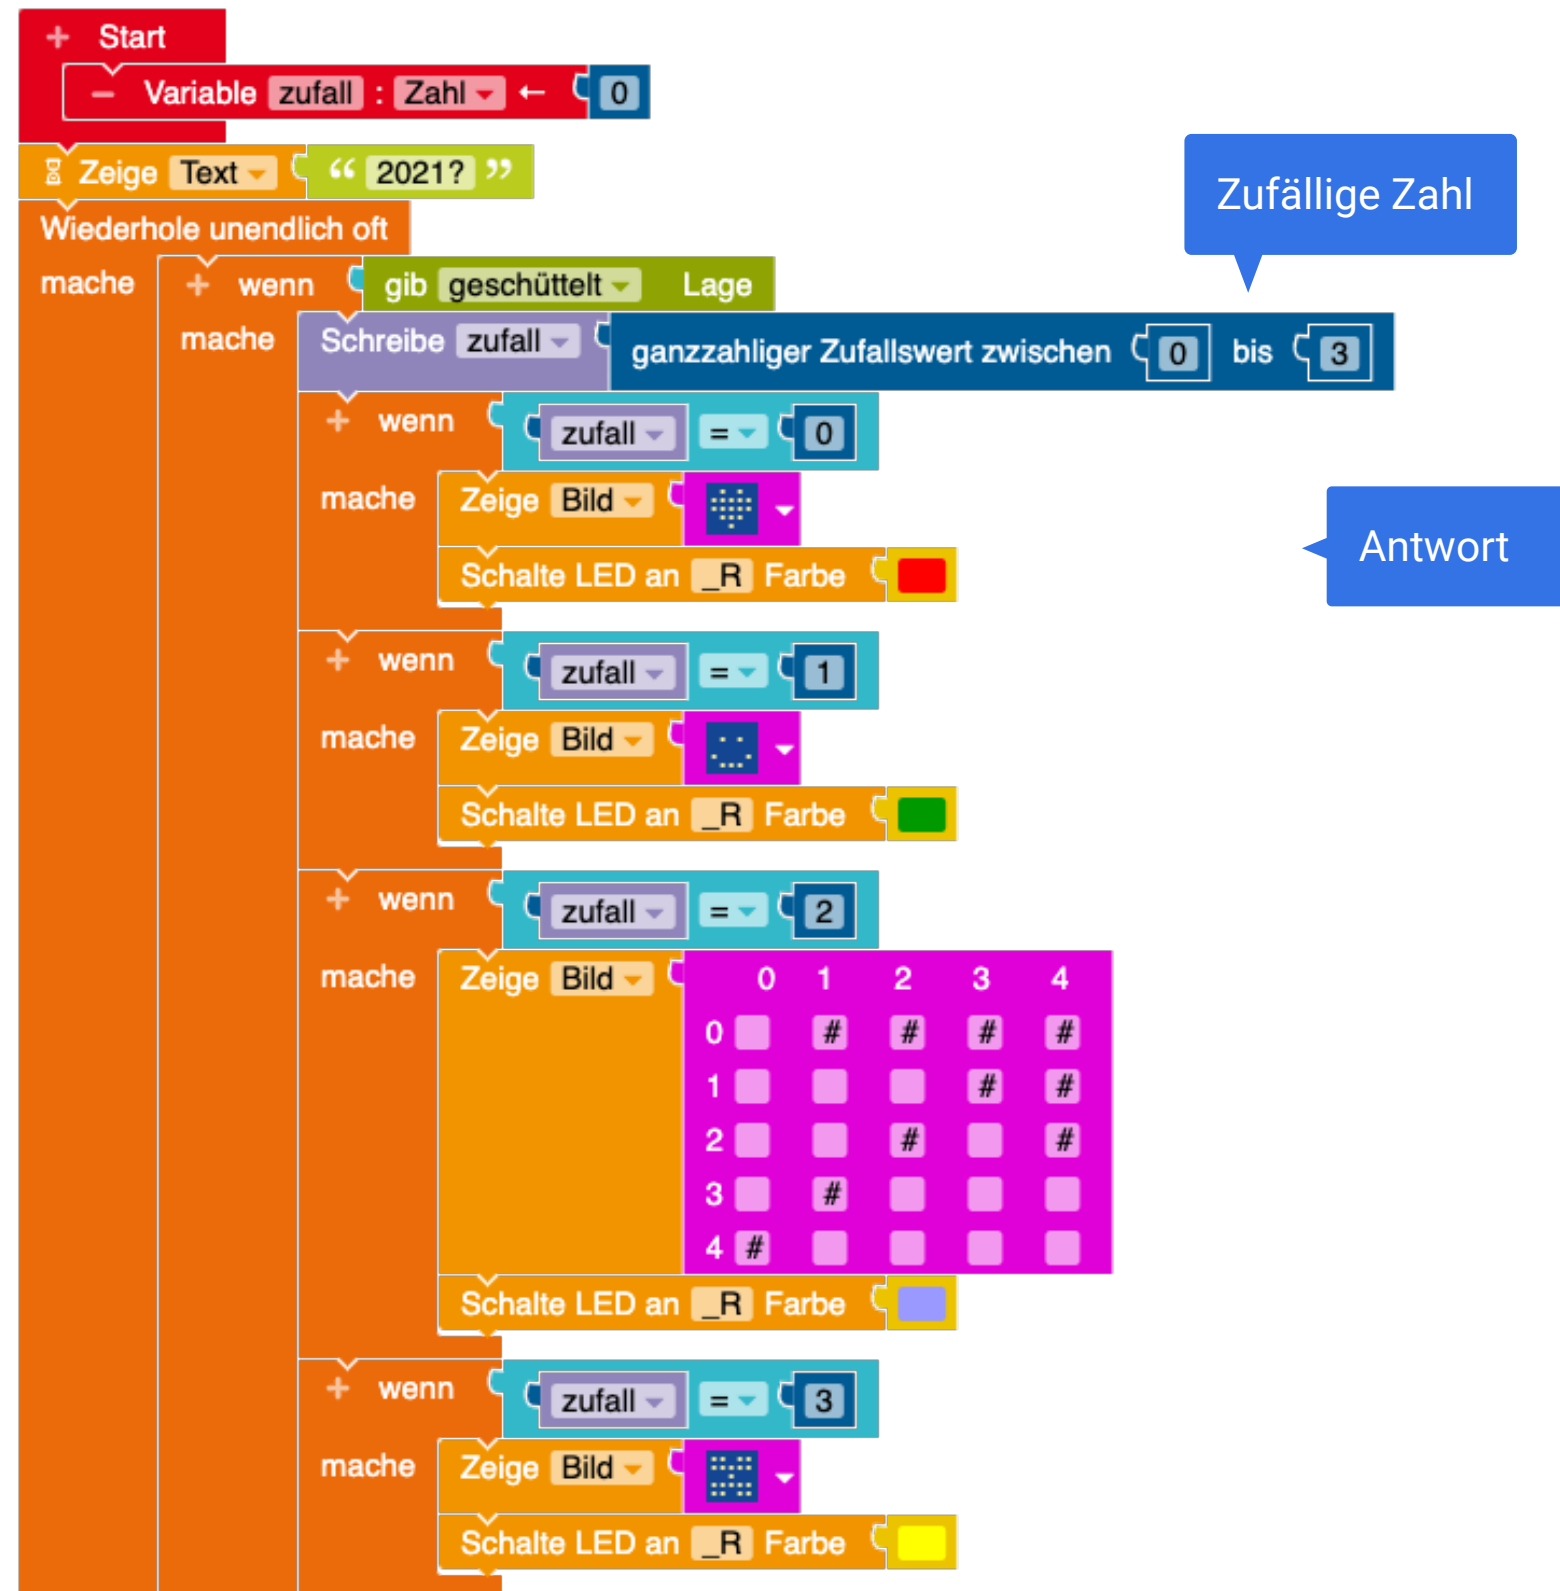 + Start
− Variable zufall : Zahl ← 0
Zeige Text “ 2021? ”
Wiederhole unendlich oft
Zufällige Zahl
mache + wenn gib geschüttelt Lage
mache Schreibe zufall ganzzahliger Zufallswert zwischen 0 bis 3
+ wenn zufall = 0
mache Zeige Bild
Antwort
Schalte LED an _R Farbe
+ wenn zufall = 1
mache Zeige Bild
Schalte LED an _R Farbe
+ wenn zufall = 2
mache Zeige Bild 0 1 2 3 4
0 # # # #
1 # #
2 # #
3 #
4 #
Schalte LED an _R Farbe
+ wenn zufall = 3
mache Zeige Bild
Schalte LED an _R Farbe